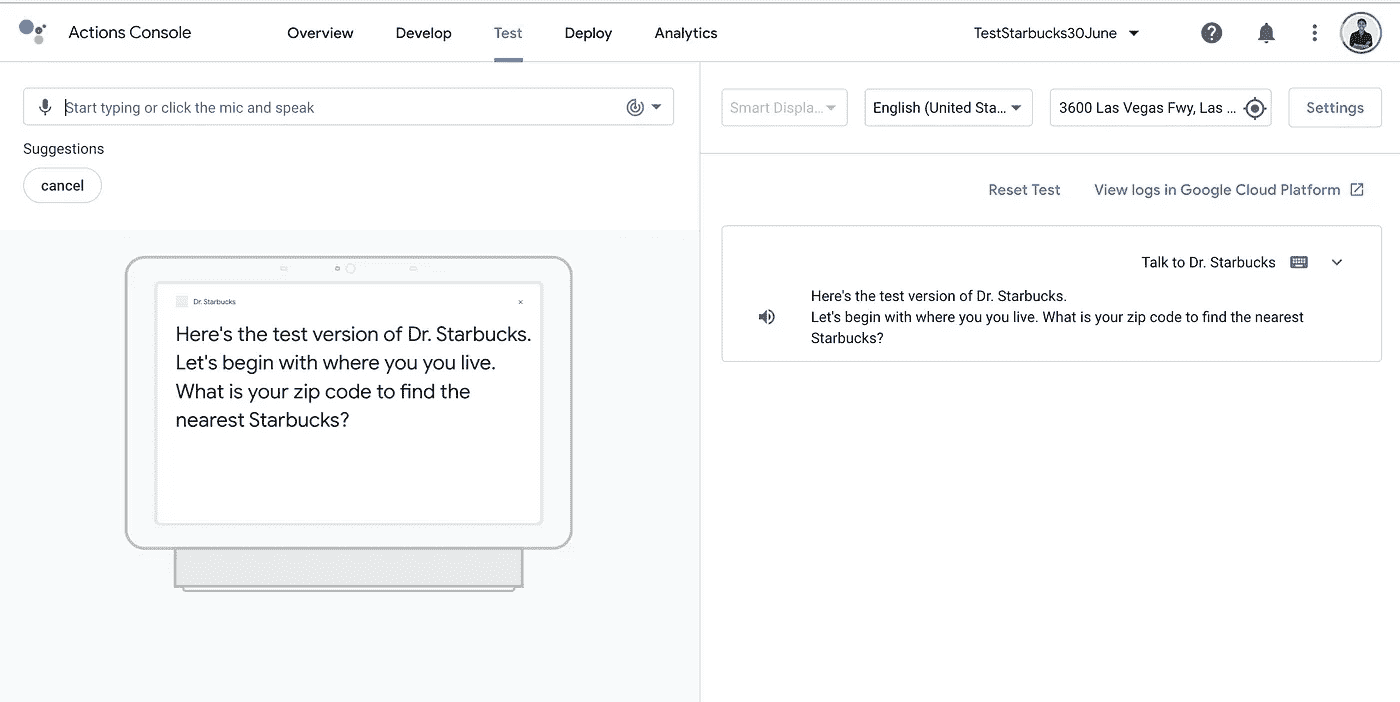 Actions Console
Overview
Develop
Test
Deploy
Analytics
TestStarbucks30June
Start typing or click the mic and speak
Suggestions
cancel
Dr. Starbucks
Here's the test version of Dr. Starbucks.
Let's begin with where you you live.
What is your zip code to find the
nearest Starbucks?
Smart Displa...
English (United Sta...
3600 Las Vegas Fwy, Las ...
Settings
Reset Test
View logs in Google Cloud Platform
Talk to Dr. Starbucks
Here's the test version of Dr. Starbucks.
Let's begin with where you you live. What is your zip code to find the nearest
Starbucks?